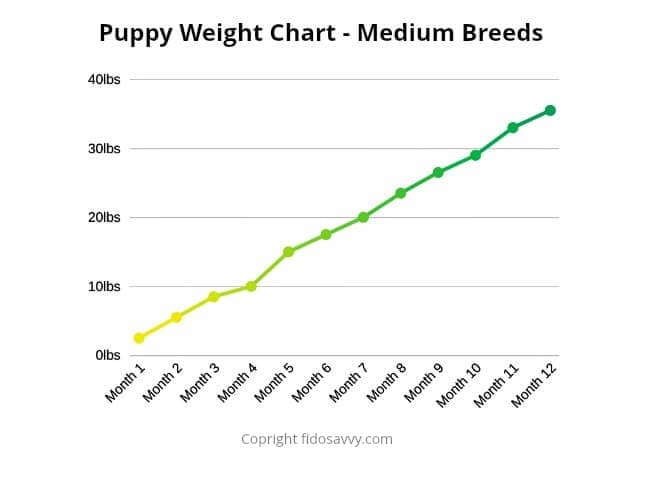 Puppy Weight Chart - Medium Breeds
40lbs
30lbs
20lbs
10lbs
0lbs
Month 1
Month 2
Month 3
Month 4
Month 5
Month 6
Month 7
Month 8
Month 9
Month 10
Month 11
Month 12
Copright fidosavvy.com